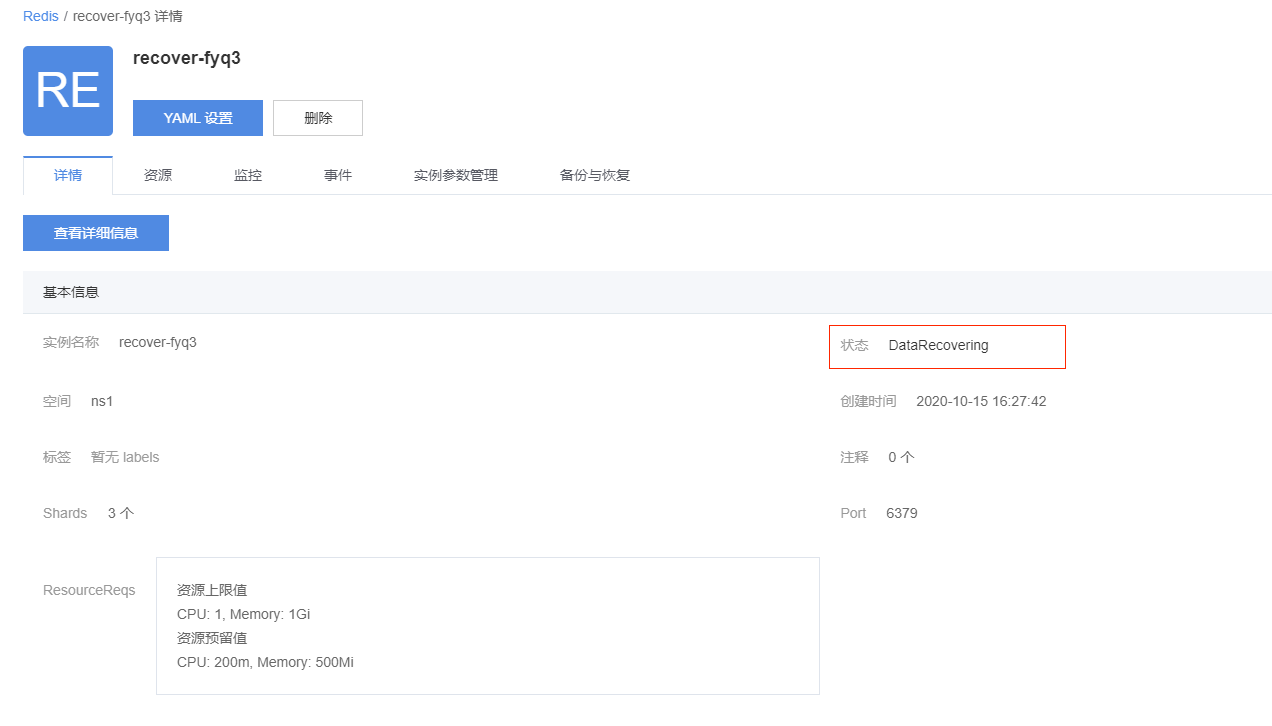 Redis / recover-fyq3 详情
RE
recover-fyq3
YAML 设置 删除
详情 资源 监控 事件 实例参数管理 备份与恢复
查看详细信息
基本信息
实例名称 recover-fyq3
状态 DataRecovering
空间 ns1
创建时间 2020-10-15 16:27:42
标签 暂无 labels
注释 0 个
Shards 3 个
Port 6379
ResourceReqs
资源上限值
CPU: 1, Memory: 1Gi
资源预留值
CPU: 200m, Memory: 500Mi